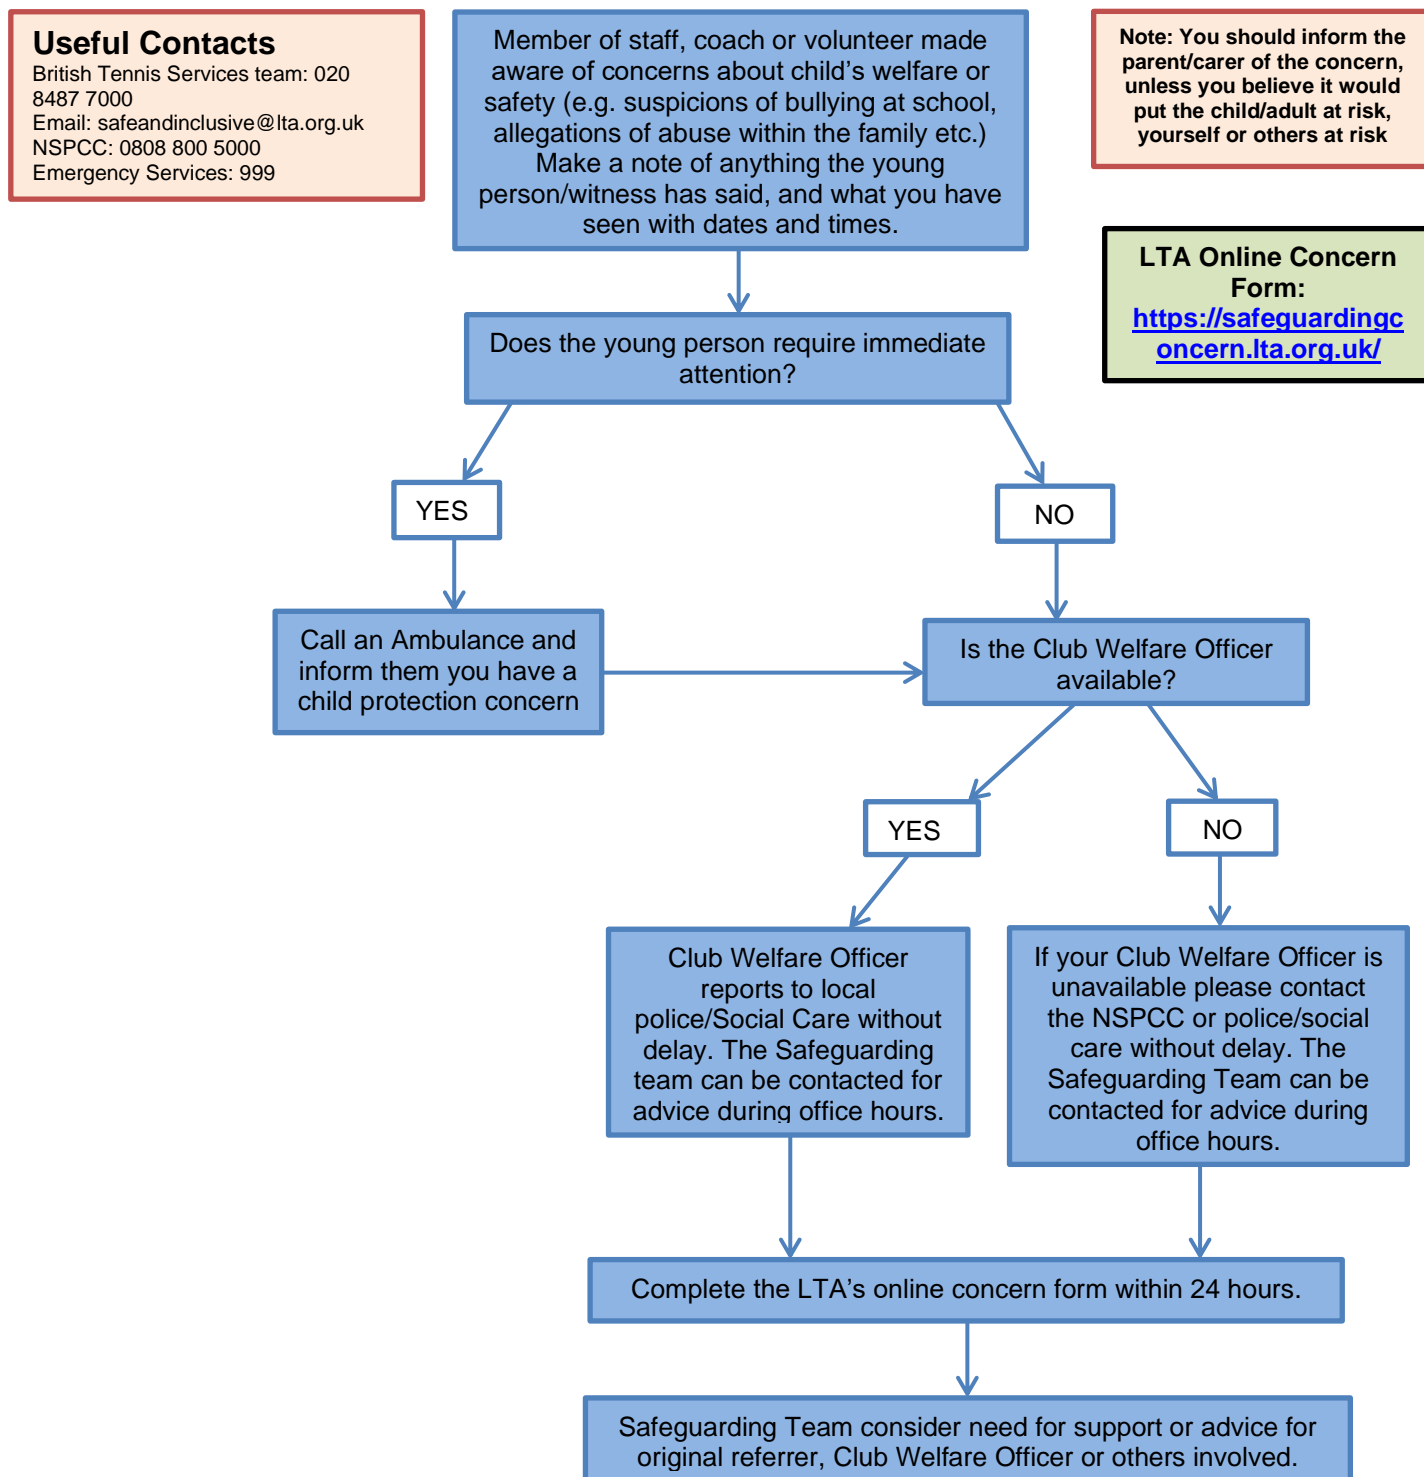 Useful Contacts
British Tennis Services team: 020
8487 7000
Email: safeandinclusive@lta.org.uk
NSPCC: 0808 800 5000
Emergency Services: 999
Member of staff, coach or volunteer made
aware of concerns about child's welfare or
safety (e.g. suspicions of bullying at school,
allegations of abuse within the family etc.)
Make a note of anything the young
person/witness has said, and what you have
seen with dates and times.
Note: You should inform the
parent/carer of the concern,
unless you believe it would
put the child/adult at risk,
yourself or others at risk
LTA Online Concern
Form:
https://safeguardingc
oncern.lta.org.uk/
Does the young person require immediate
attention?
YES
NO
Call an Ambulance and
inform them you have a
child protection concern
Is the Club Welfare Officer
available?
YES
NO
Club Welfare Officer
reports to local
police/Social Care without
delay. The Safeguarding
team can be contacted for
advice during office hours.
If your Club Welfare Officer is
unavailable please contact
the NSPCC or police/social
care without delay. The
Safeguarding Team can be
contacted for advice during
office hours.
Complete the LTA's online concern form within 24 hours.
Safeguarding Team consider need for support or advice for
original referrer, Club Welfare Officer or others involved.